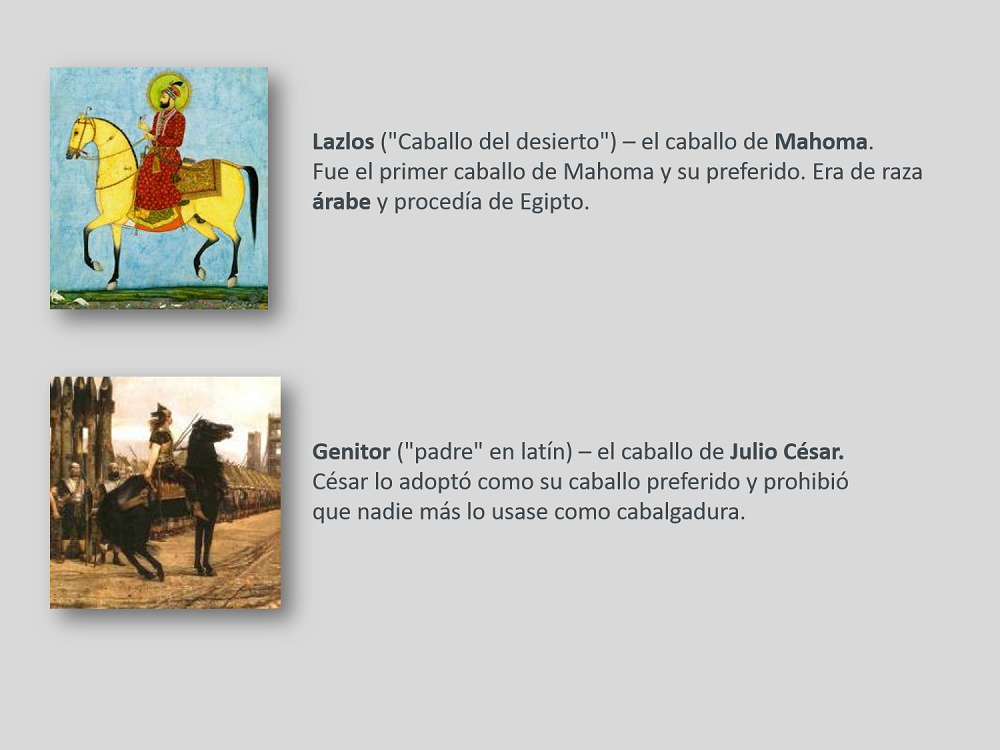 Lazlos ("Caballo del desierto") – el caballo de Mahoma.
Fue el primer caballo de Mahoma y su preferido. Era de raza
árabe y procedía de Egipto.
Genitor ("padre" en latín) – el caballo de Julio César.
César lo adoptó como su caballo preferido y prohibió
que nadie más lo usase como cabalgadura.